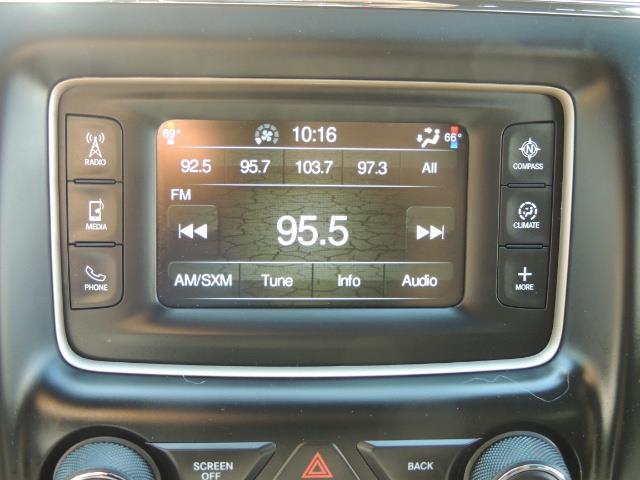 69° 10:16 66°
92.5 95.7 103.7 97.3 All
FM
95.5
AM/SXM Tune Info Audio
RADIO
MEDIA
PHONE
N
COMPASS
CLIMATE
MORE
SCREEN OFF
BACK